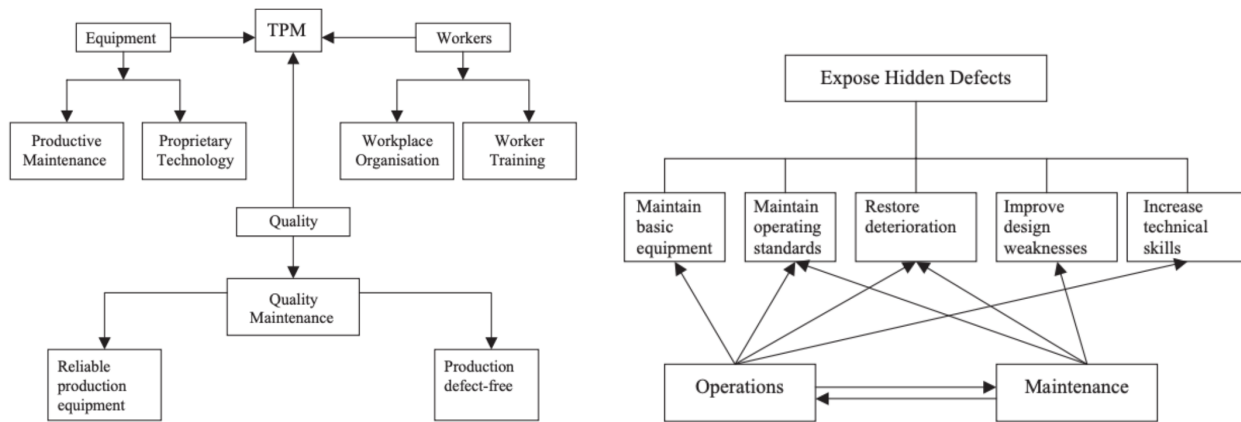 TPM
Equipment
Workers
Productive
Maintenance
Proprietary
Technology
Workplace
Organisation
Worker
Training
Quality
Quality
Maintenance
Reliable
production
equipment
Production
defect-free
Expose Hidden Defects
Maintain
basic
equipment
Maintain
operating
standards
Restore
deterioration
Improve
design
weaknesses
Increase
technical
skills
Operations
Maintenance